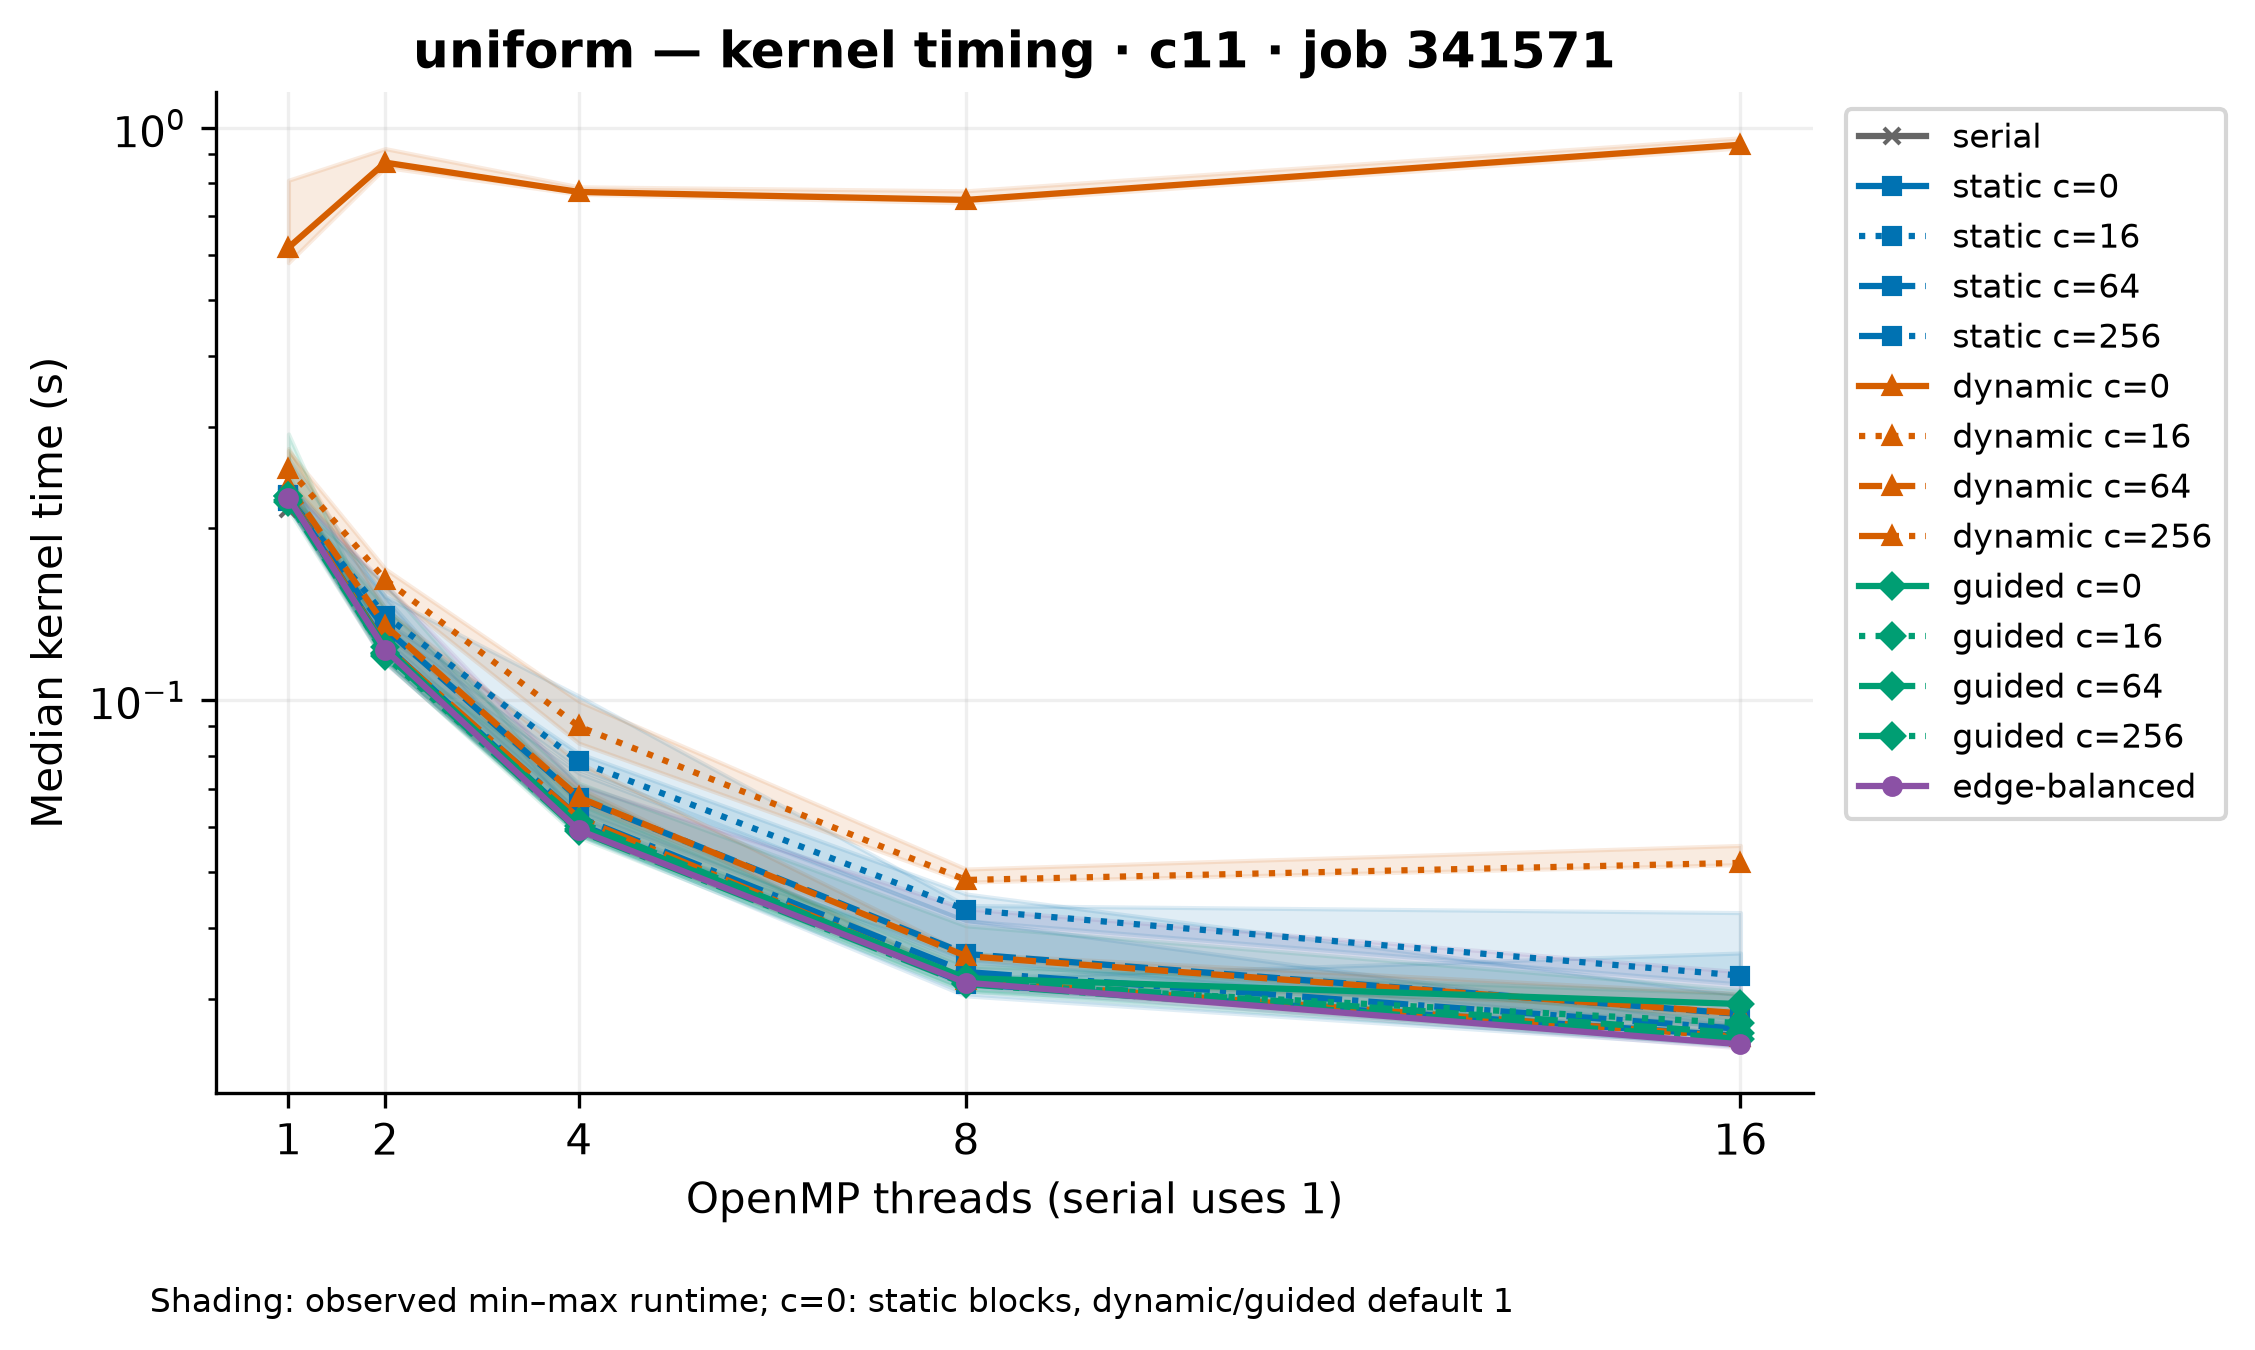 uniform — kernel timing · c11 · job 341571
10⁰
10⁻¹
Median kernel time (s)
1 2 4 8 16
OpenMP threads (serial uses 1)
serial
static c=0
static c=16
static c=64
static c=256
dynamic c=0
dynamic c=16
dynamic c=64
dynamic c=256
guided c=0
guided c=16
guided c=64
guided c=256
edge-balanced
Shading: observed min–max runtime; c=0: static blocks, dynamic/guided default 1